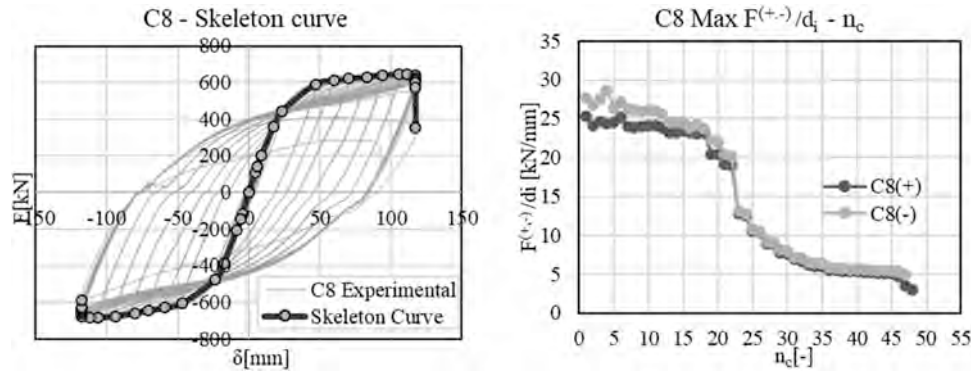 C8 - Skeleton curve
800
600
400
200
0
-200
-400
-600
-800
F[kN]
-150 -100 -50 0 50 100 150
δ[mm]
C8 Experimental
Skeleton Curve
C8 Max F(+,-)/di - nc
35
30
25
20
15
10
5
0
F(+,-)/di [kN/mm]
0 5 10 15 20 25 30 35 40 45 50 55
nc[-]
C8(+)
C8(-)